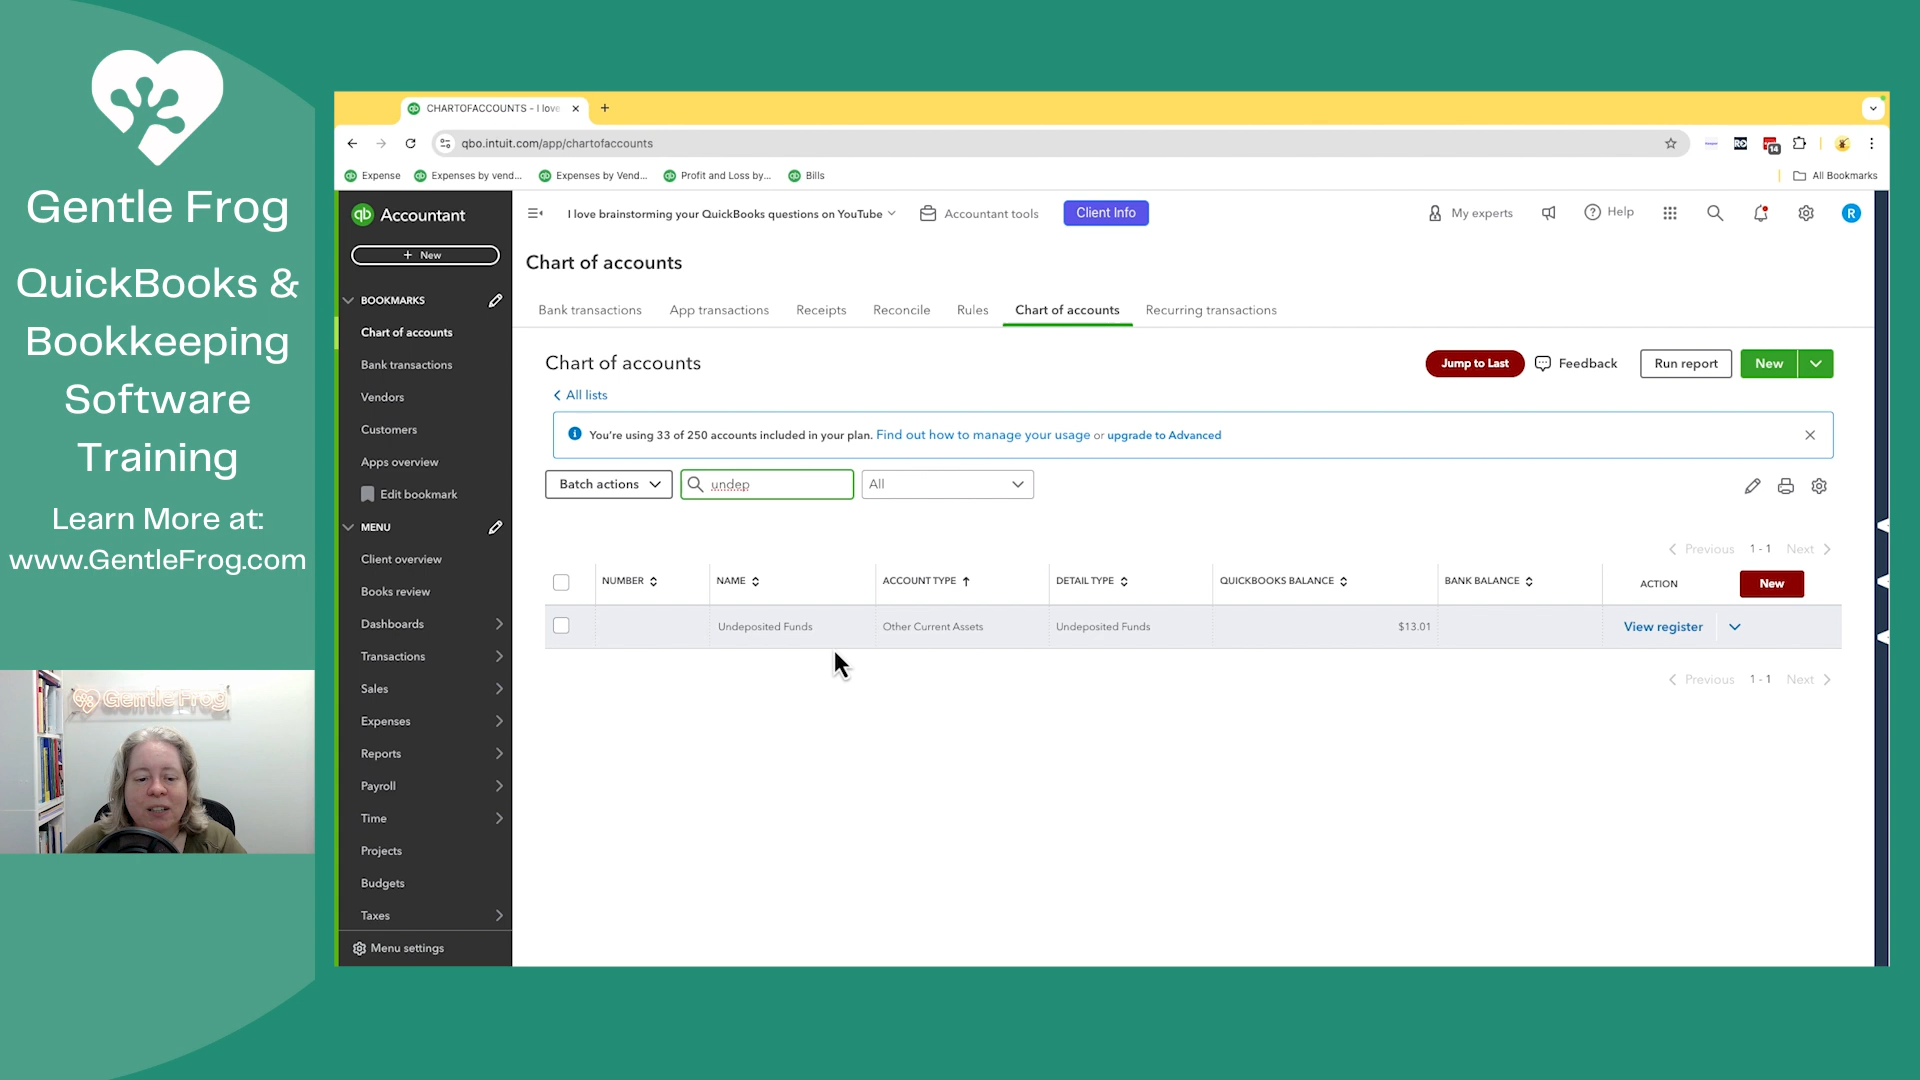 Gentle Frog
QuickBooks &
Bookkeeping
Software
Training
Learn More at:
www.GentleFrog.com
Gentle Frog
CHARTOFACCOUNTS - I love
qbo.intuit.com/app/chartofaccounts
14
Expense
Expenses by vend...
Expenses by Vend...
Profit and Loss by...
Bills
All Bookmarks
qb Accountant
+ New
BOOKMARKS
Chart of accounts
Bank transactions
Vendors
Customers
Apps overview
Edit bookmark
MENU
Client overview
Books review
Dashboards
Transactions
Sales
Expenses
Reports
Payroll
Time
Projects
Budgets
Taxes
Menu settings
I love brainstorming your QuickBooks questions on YouTube
Accountant tools
Client Info
My experts
Help
R
Chart of accounts
Bank transactions
App transactions
Receipts
Reconcile
Rules
Chart of accounts
Recurring transactions
Chart of accounts
Jump to Last
Feedback
Run report
New
All lists
You're using 33 of 250 accounts included in your plan. Find out how to manage your usage or upgrade to Advanced
Batch actions
undep
All
Previous 1 - 1 Next
NUMBER
NAME
ACCOUNT TYPE
DETAIL TYPE
QUICKBOOKS BALANCE
BANK BALANCE
ACTION
New
Undeposited Funds
Other Current Assets
Undeposited Funds
$13.01
View register
Previous 1 - 1 Next